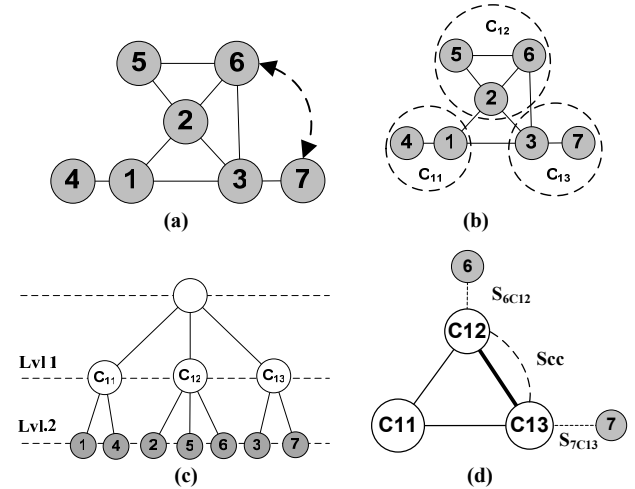 5 6
2
4 1 3 7
(a)
C12
5 6
2
4 1 3 7
C11 C13
(b)
Lvl 1
C11 C12 C13
Lvl.2
1 4 2 5 6 3 7
(c)
6
S6C12
C12
Scc
C11 C13 7
S7C13
(d)